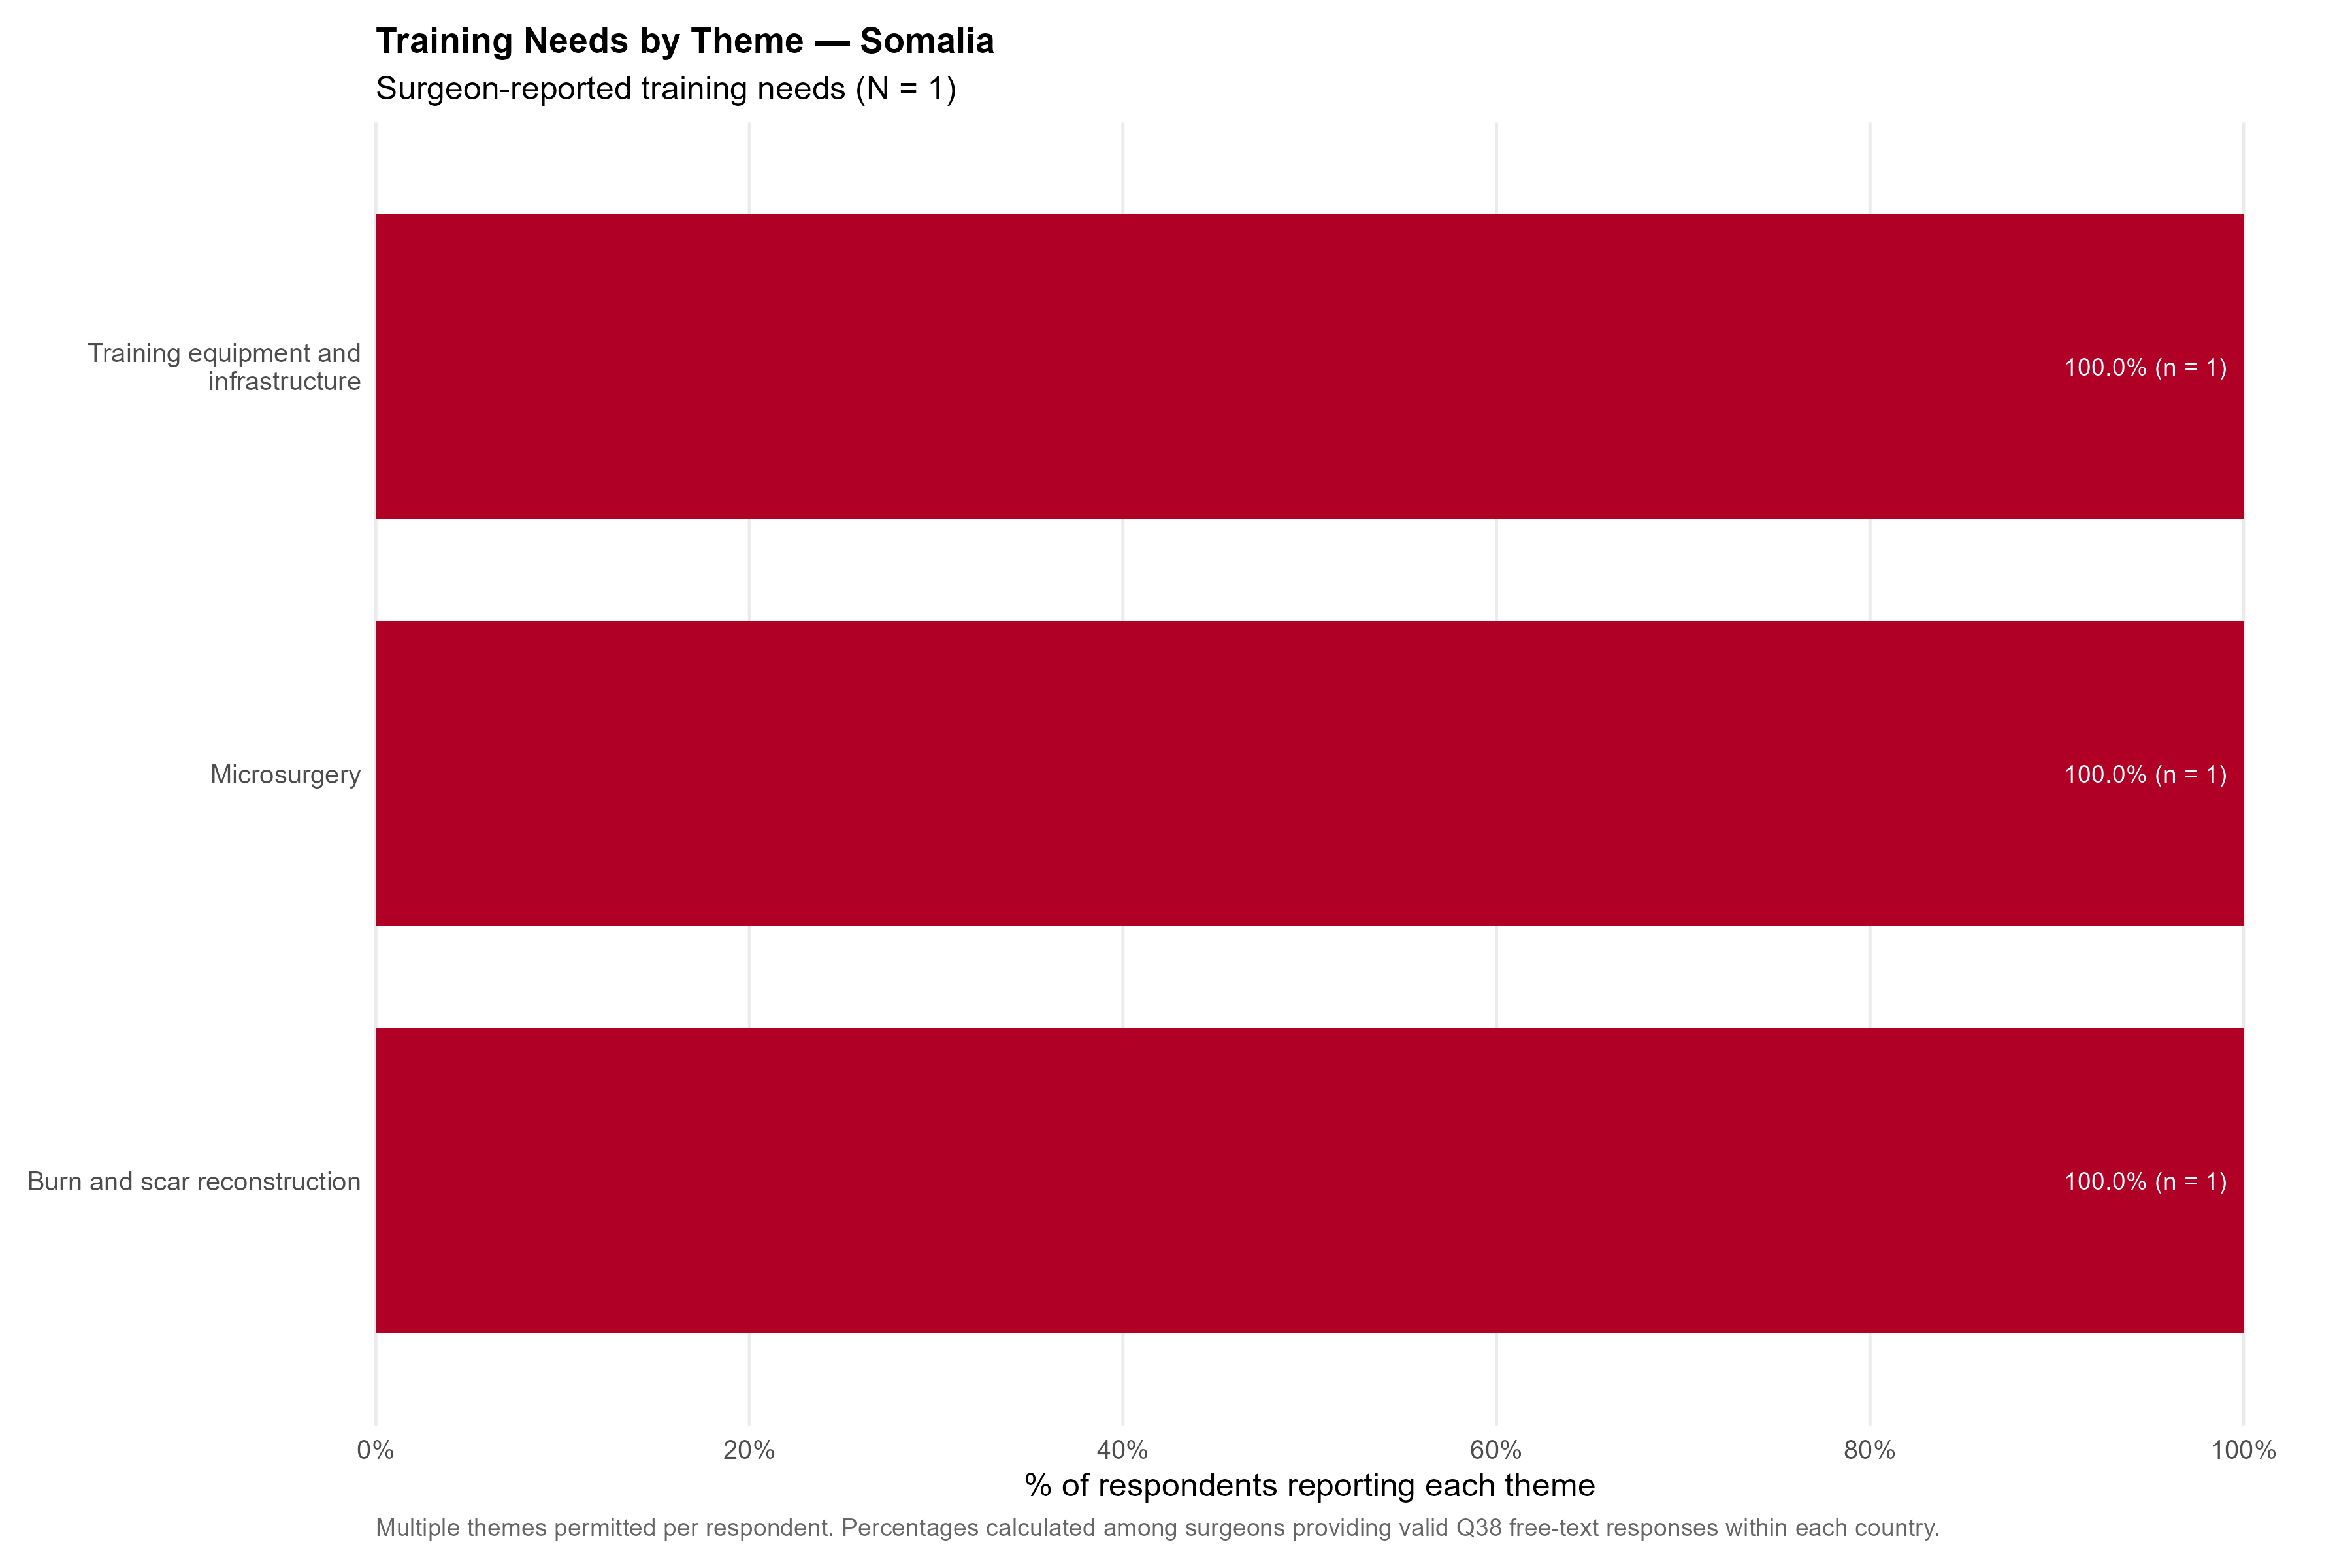 Training Needs by Theme — Somalia
Surgeon-reported training needs (N = 1)
Training equipment and
infrastructure
100.0% (n = 1)
Microsurgery
100.0% (n = 1)
Burn and scar reconstruction
100.0% (n = 1)
0%
20%
40%
60%
80%
100%
% of respondents reporting each theme
Multiple themes permitted per respondent. Percentages calculated among surgeons providing valid Q38 free-text responses within each country.